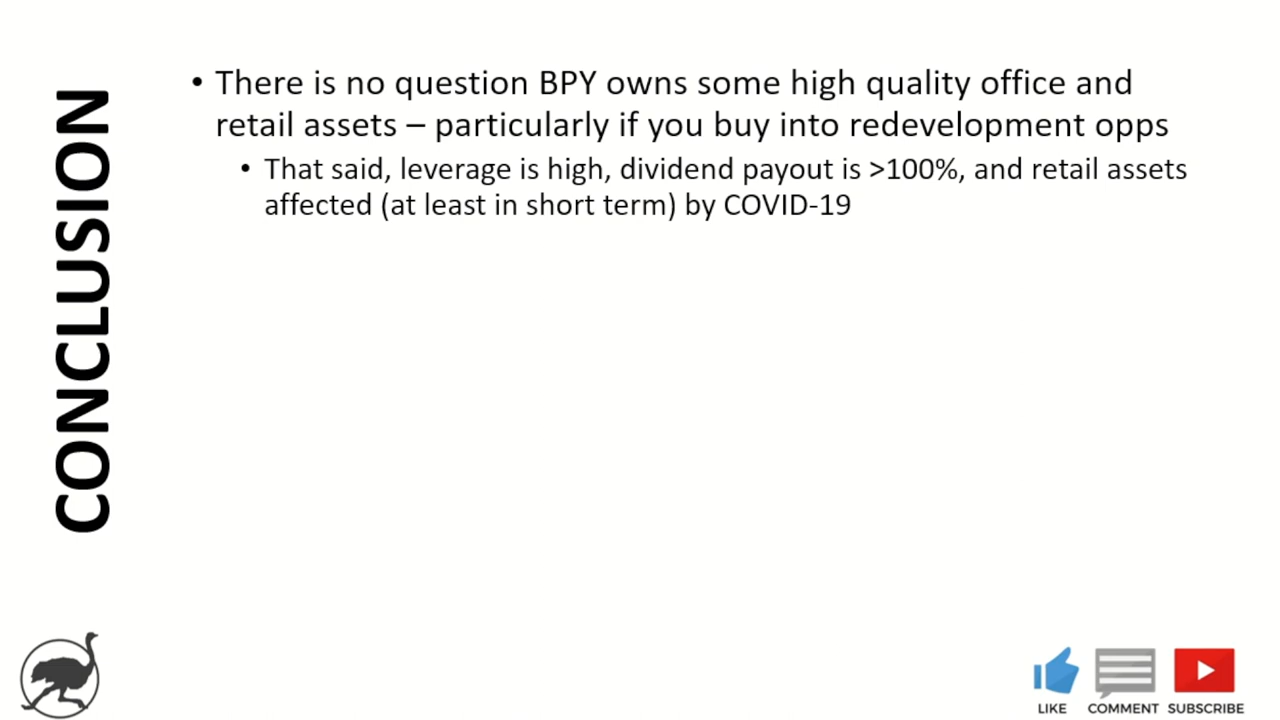 CONCLUSION
• There is no question BPY owns some high quality office and
retail assets – particularly if you buy into redevelopment opps
• That said, leverage is high, dividend payout is >100%, and retail assets
affected (at least in short term) by COVID-19
LIKE COMMENT SUBSCRIBE